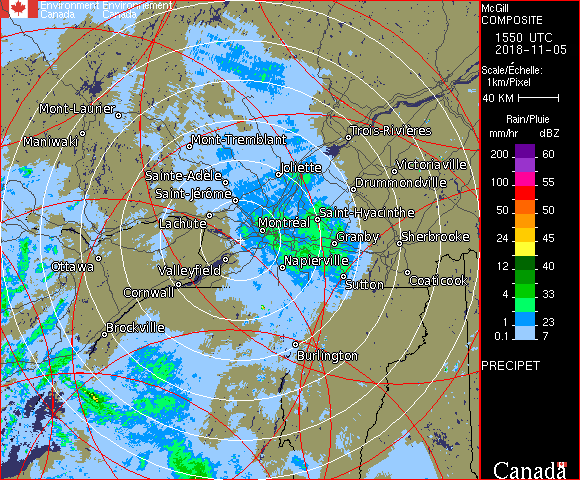 Environment Environnement
Canada Canada
McGill
COMPOSITE
1550 UTC
2018-11-05
Scale/Échelle:
1km/Pixel
40 KM
Rain/Pluie
mm/hr dBZ
200 60
100 55
50 50
24 45
12 40
4 33
1 23
0.1 7
PRECIPET
Canada
Mont-Laurier
Maniwaki
Mont-Tremblant
Trois-Rivières
Sainte-Adèle
Joliette
Victoriaville
Saint-Jérôme
Drummondville
Lachute
Saint-Hyacinthe
Montréal
Granby
Sherbrooke
Ottawa
Valleyfield
Napierville
Cornwall
Sutton
Coaticook
Brockville
Burlington